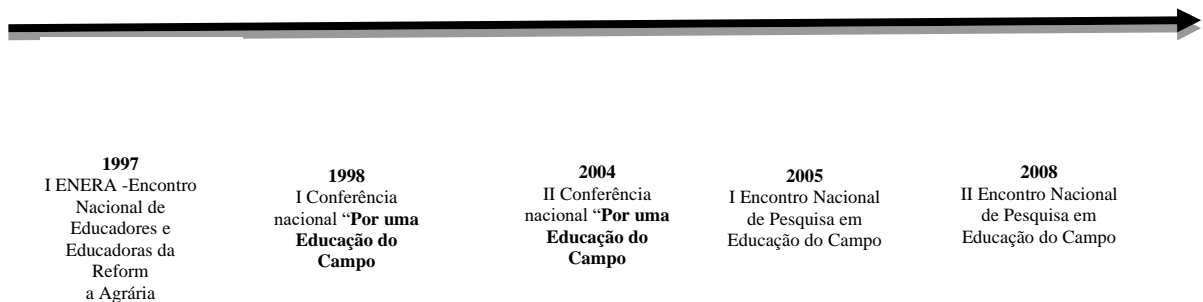 1997
I ENERA -Encontro
Nacional de
Educadores e
Educadoras da
Reform
a Agrária
1998
I Conferência
nacional “Por uma
Educação do
Campo
2004
II Conferência
nacional “Por uma
Educação do
Campo
2005
I Encontro Nacional
de Pesquisa em
Educação do Campo
2008
II Encontro Nacional
de Pesquisa em
Educação do Campo